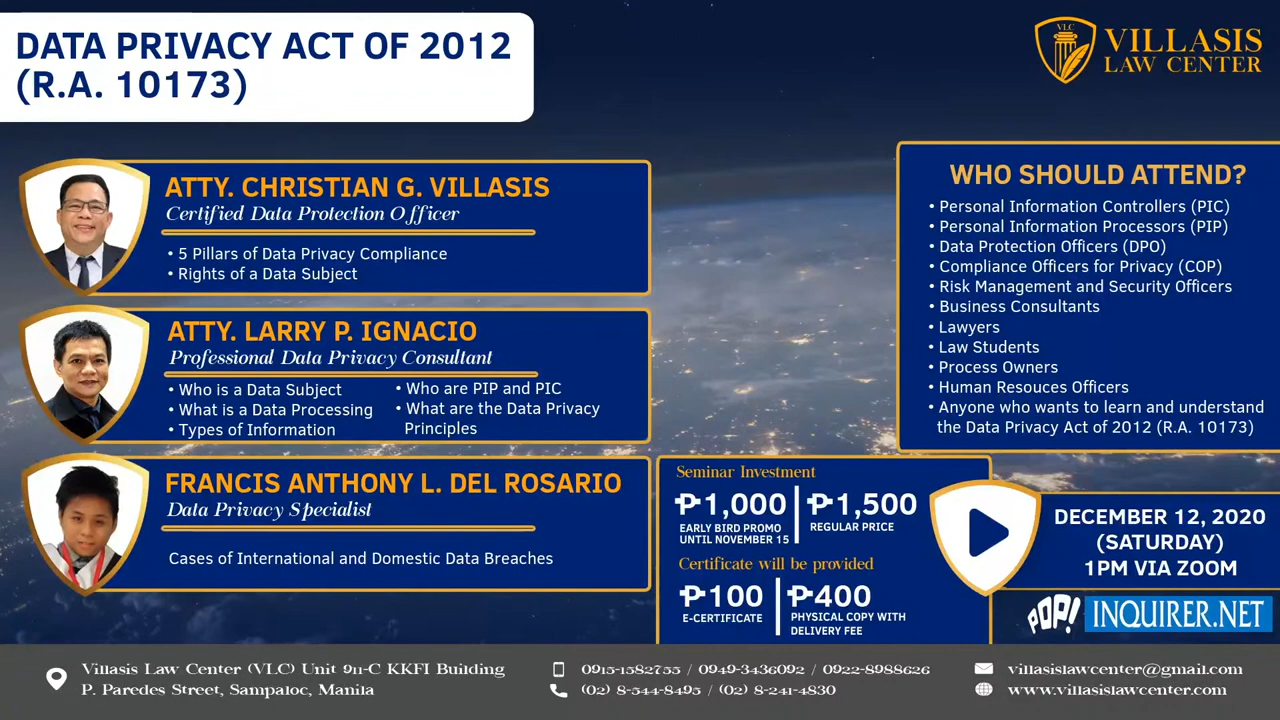 DATA PRIVACY ACT OF 2012
(R.A. 10173)
VLC
VILLASIS
LAW CENTER
ATTY. CHRISTIAN G. VILLASIS
Certified Data Protection Officer
• 5 Pillars of Data Privacy Compliance
• Rights of a Data Subject
ATTY. LARRY P. IGNACIO
Professional Data Privacy Consultant
• Who is a Data Subject
• What is a Data Processing
• Types of Information
• Who are PIP and PIC
• What are the Data Privacy
Principles
FRANCIS ANTHONY L. DEL ROSARIO
Data Privacy Specialist
Cases of International and Domestic Data Breaches
WHO SHOULD ATTEND?
• Personal Information Controllers (PIC)
• Personal Information Processors (PIP)
• Data Protection Officers (DPO)
• Compliance Officers for Privacy (COP)
• Risk Management and Security Officers
• Business Consultants
• Lawyers
• Law Students
• Process Owners
• Human Resouces Officers
• Anyone who wants to learn and understand
the Data Privacy Act of 2012 (R.A. 10173)
Seminar Investment
₱1,000
EARLY BIRD PROMO
UNTIL NOVEMBER 15
₱1,500
REGULAR PRICE
Certificate will be provided
₱100
E-CERTIFICATE
₱400
PHYSICAL COPY WITH
DELIVERY FEE
DECEMBER 12, 2020
(SATURDAY)
1PM VIA ZOOM
POP! INQUIRER.NET
Villasis Law Center (VLC) Unit 911-C KKFI Building
P. Paredes Street, Sampaloc, Manila
0915-1582755 / 0949-3436092 / 0922-8988626
(02) 8-544-8495 / (02) 8-241-4830
villasislawcenter@gmail.com
www.villasislawcenter.com